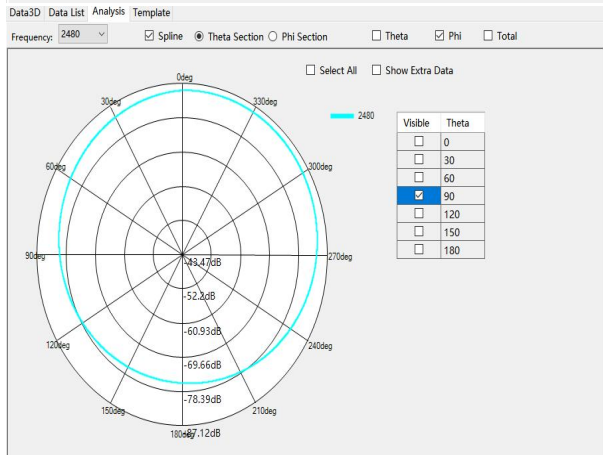 Data3D Data List Analysis Template
Frequency: 2480 Spline Theta Section Phi Section Theta Phi Total
Select All Show Extra Data
0deg
30deg 330deg
2480
Visible Theta
0
30
60
90
120
150
180
60deg 300deg
90deg 270deg
-43.47dB
-52.2dB
-60.93dB
120deg 240deg
-69.66dB
-78.39dB
150deg 210deg
180deg -87.12dB